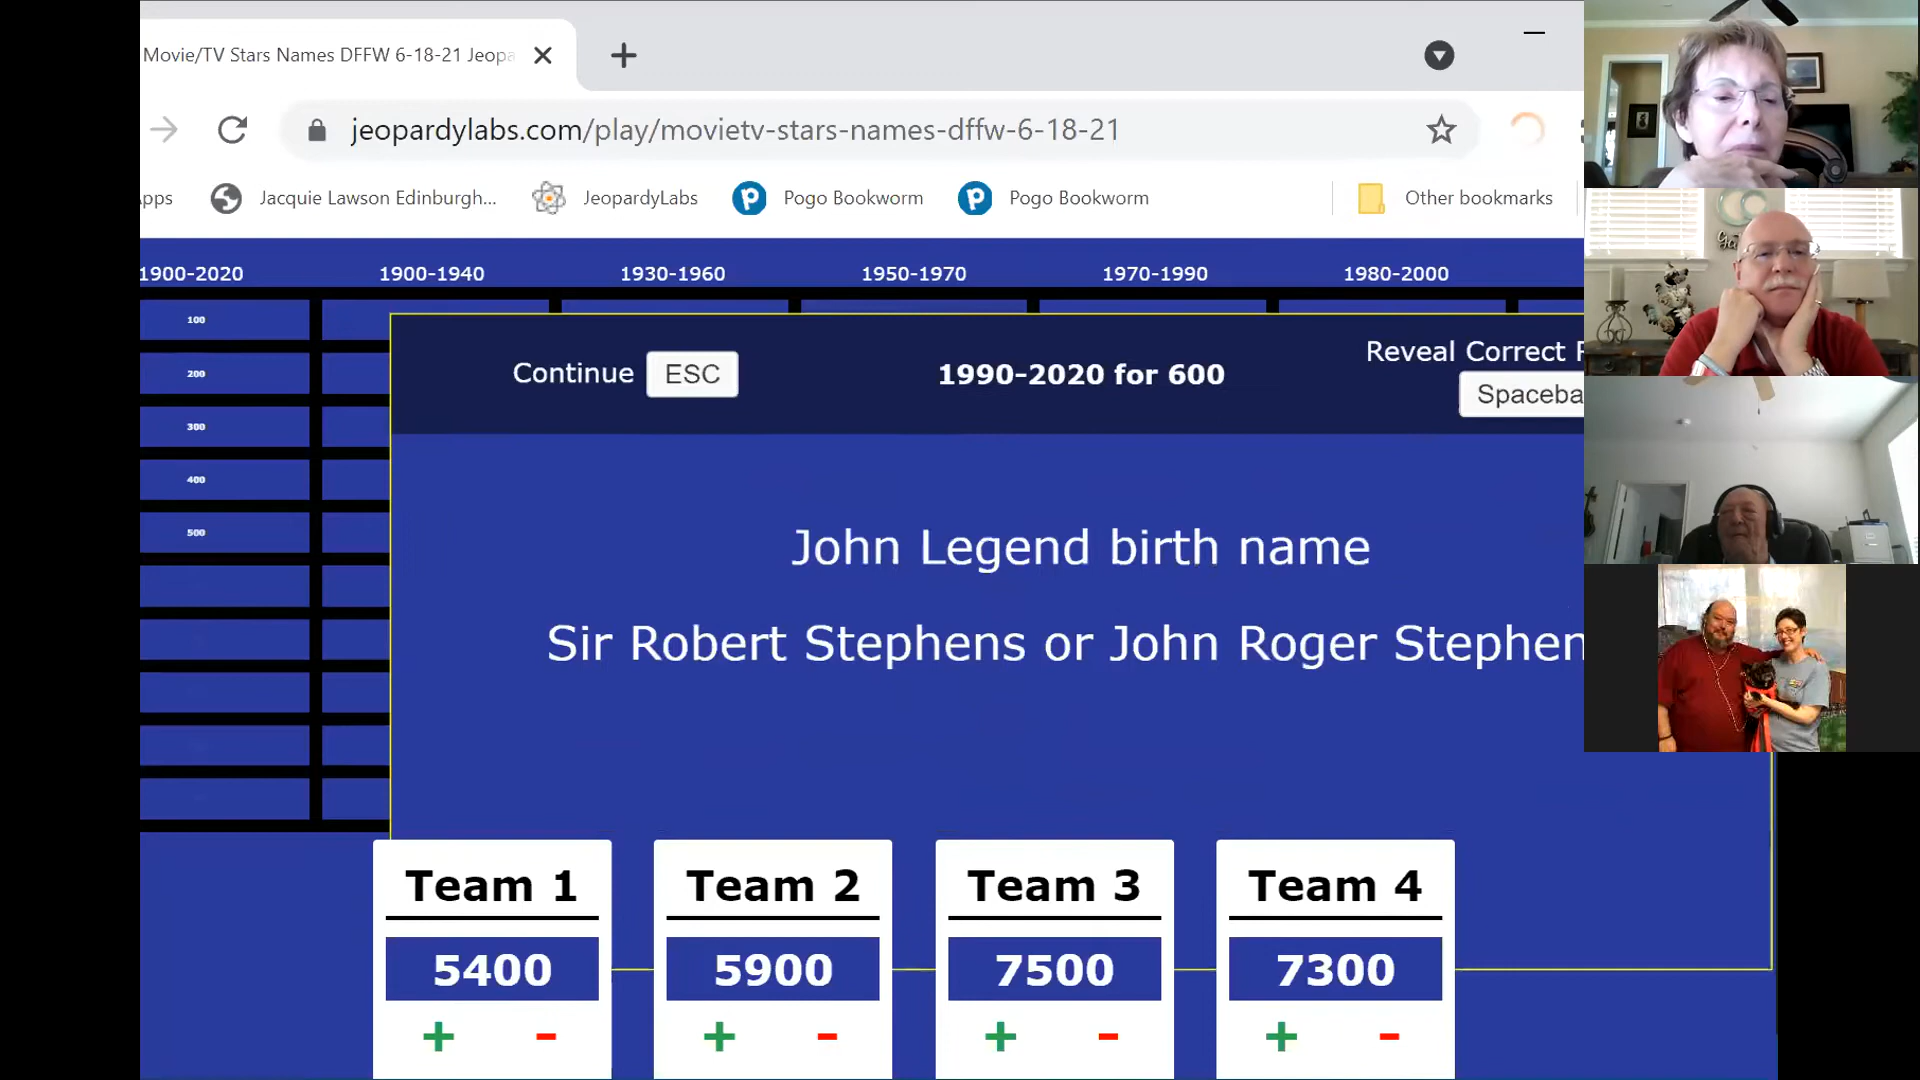 Movie/TV Stars Names DFFW 6-18-21 Jeop
jeopardylabs.com/play/movietv-stars-names-dffw-6-18-21
pps
Jacquie Lawson Edinburgh...
JeopardyLabs
Pogo Bookworm
Pogo Bookworm
Other bookmarks
1900-2020
1900-1940
1930-1960
1950-1970
1970-1990
1980-2000
100
200
300
400
500
Continue ESC
1990-2020 for 600
Reveal Correct
Spaceba
John Legend birth name
Sir Robert Stephens or John Roger Stephen
Team 1
Team 2
Team 3
Team 4
5400
5900
7500
7300
+ -
+ -
+ -
+ -